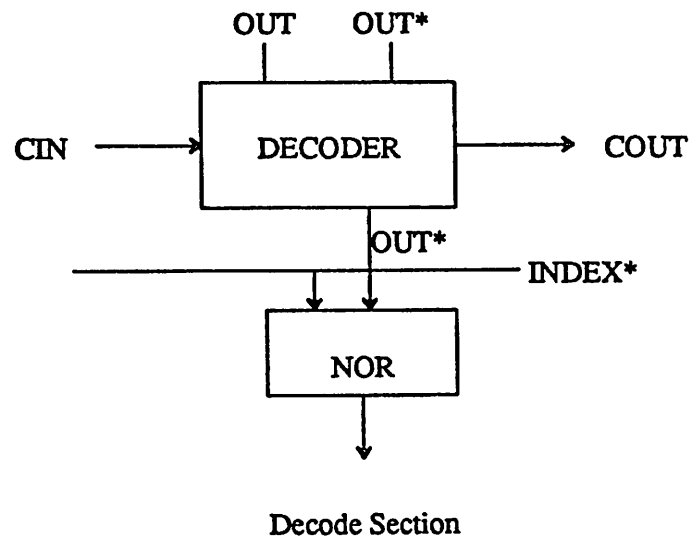 OUT OUT*
CIN DECODER COUT
OUT*
INDEX*
NOR
Decode Section